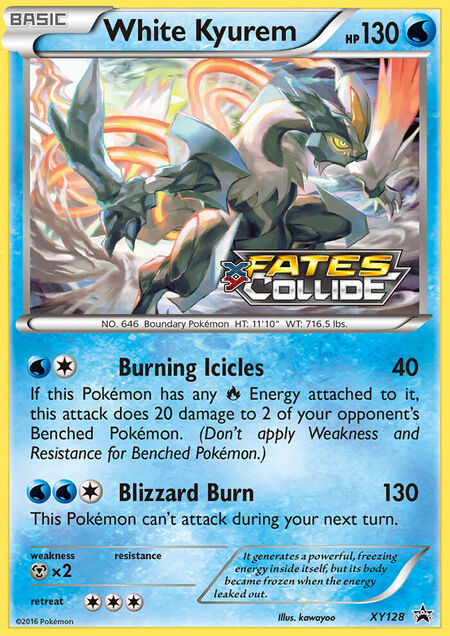 BASIC
White Kyurem
HP 130
XY
FATES
COLLIDE
NO. 646 Boundary Pokémon HT: 11'10" WT: 716.5 lbs.
Burning Icicles 40
If this Pokémon has any Energy attached to it,
this attack does 20 damage to 2 of your opponent's
Benched Pokémon. (Don't apply Weakness and
Resistance for Benched Pokémon.)
Blizzard Burn 130
This Pokémon can't attack during your next turn.
weakness resistance
×2
retreat
It generates a powerful, freezing
energy inside itself, but its body
became frozen when the energy
leaked out.
Illus. kawayoo XY128
©2016 Pokémon
PROMO